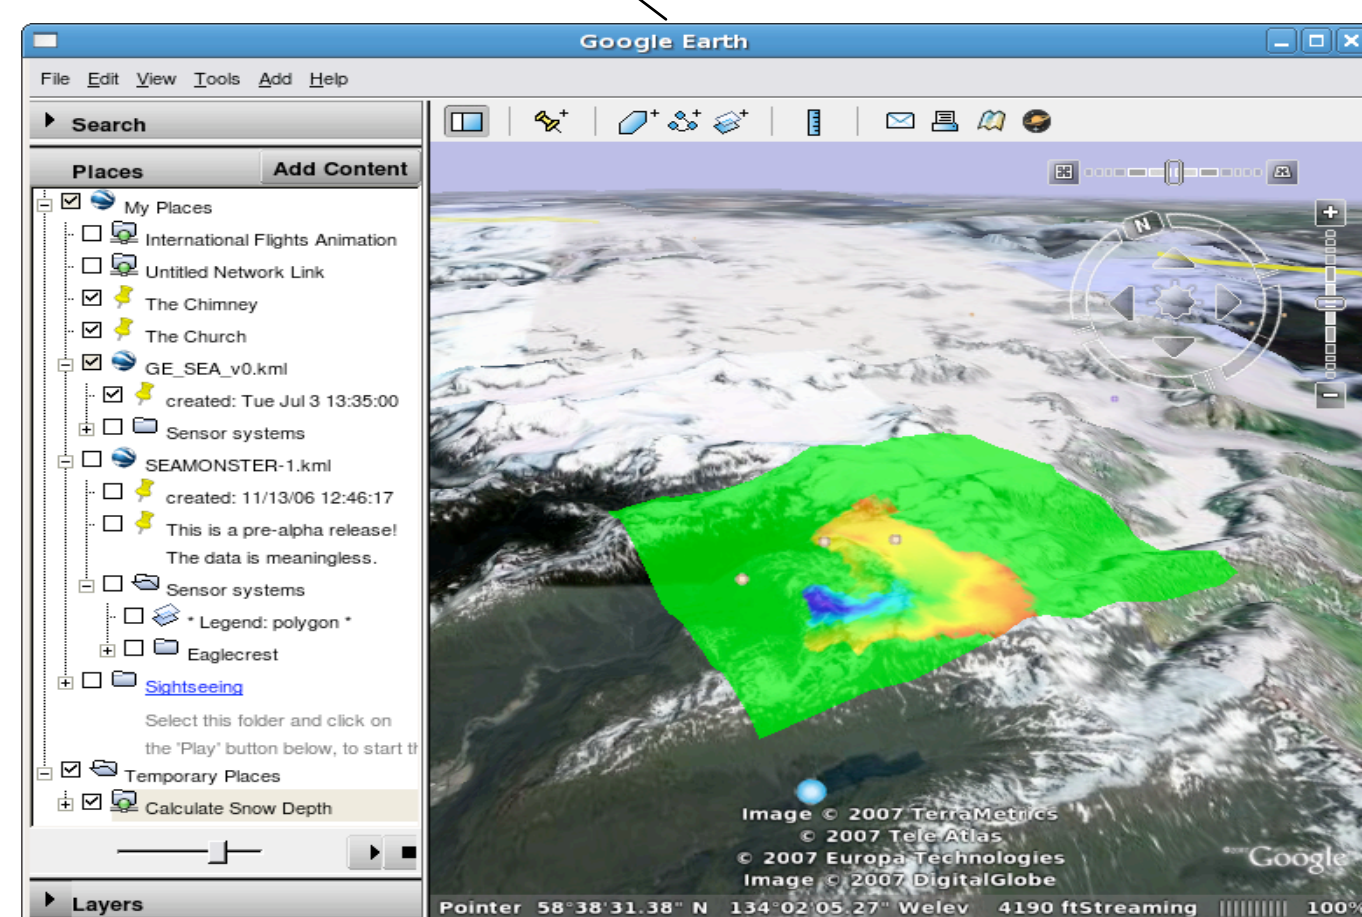 Google Earth
File Edit View Tools Add Help
Search
Places Add Content
My Places
International Flights Animation
Untitled Network Link
The Chimney
The Church
GE_SEA_v0.kml
created: Tue Jul 3 13:35:00
Sensor systems
SEAMONSTER-1.kml
created: 11/13/06 12:46:17
This is a pre-alpha release!
The data is meaningless.
Sensor systems
* Legend: polygon *
Eaglecrest
Sightseeing
Select this folder and click on
the 'Play' button below, to start th
Temporary Places
Calculate Snow Depth
Layers
N
Image © 2007 TerraMetrics
© 2007 Tele Atlas
© 2007 Europa Technologies
Image © 2007 DigitalGlobe
Google
Pointer 58°38'31.38" N 134°02'05.27" Welev 4190 ftStreaming 100%